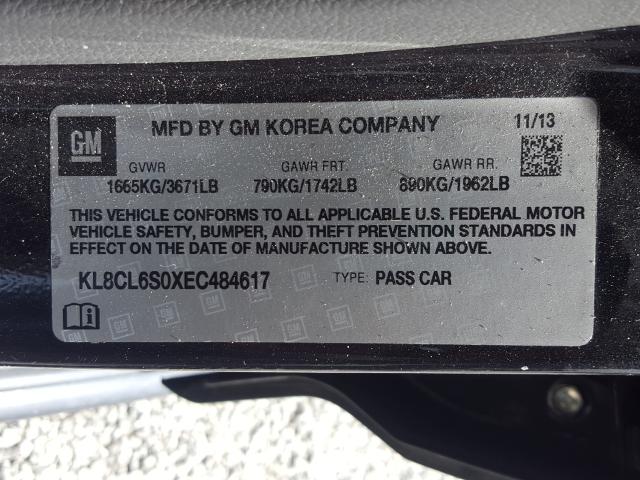 GM
MFD BY GM KOREA COMPANY 11/13
GVWR GAWR FRT. GAWR RR.
1665KG/3671LB 790KG/1742LB 890KG/1962LB
THIS VEHICLE CONFORMS TO ALL APPLICABLE U.S. FEDERAL MOTOR
VEHICLE SAFETY, BUMPER, AND THEFT PREVENTION STANDARDS IN
EFFECT ON THE DATE OF MANUFACTURE SHOWN ABOVE.
KL8CL6S0XEC484617 TYPE: PASS CAR